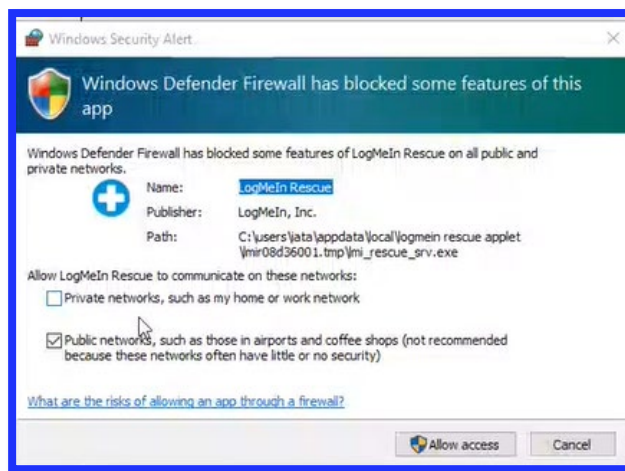 Windows Security Alert
Windows Defender Firewall has blocked some features of this
app
Windows Defender Firewall has blocked some features of LogMeIn Rescue on all public and
private networks.
Name: LogMeIn Rescue
Publisher: LogMeIn, Inc.
Path: C:\users\iata\appdata\local\logmein rescue applet
\lmir08d36001.tmp\lmi_rescue_srv.exe
Allow LogMeIn Rescue to communicate on these networks:
Private networks, such as my home or work network
Public networks, such as those in airports and coffee shops (not recommended
because these networks often have little or no security)
What are the risks of allowing an app through a firewall?
Allow access Cancel